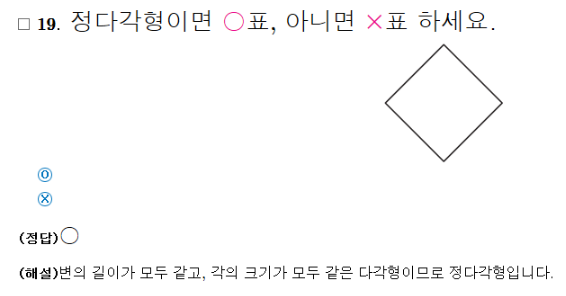 □ 19. 정다각형이면 ○표, 아니면 ×표 하세요.
Ⓞ
ⓧ
(정답)○
(해설)변의 길이가 모두 같고, 각의 크기가 모두 같은 다각형이므로 정다각형입니다.